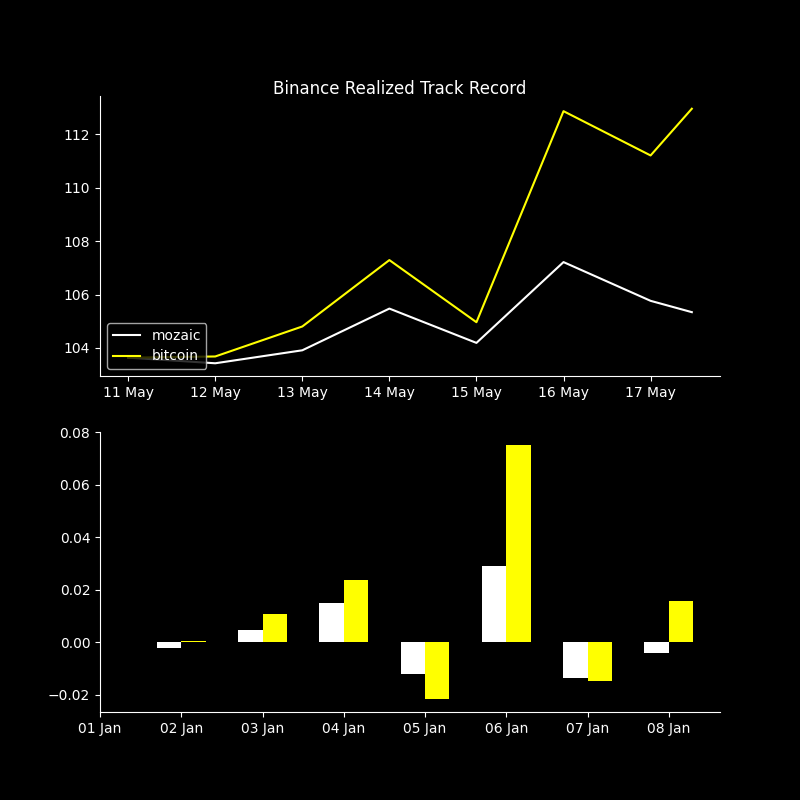 Binance Realized Track Record
112
110
108
106
104
mozaic
bitcoin
11 May 12 May 13 May 14 May 15 May 16 May 17 May
0.08
0.06
0.04
0.02
0.00
−0.02
01 Jan 02 Jan 03 Jan 04 Jan 05 Jan 06 Jan 07 Jan 08 Jan